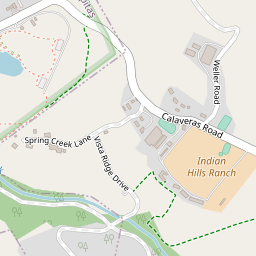 Weller Road
Calaveras Road
Spring Creek Lane
Vista Ridge Drive
Indian
Hills Ranch